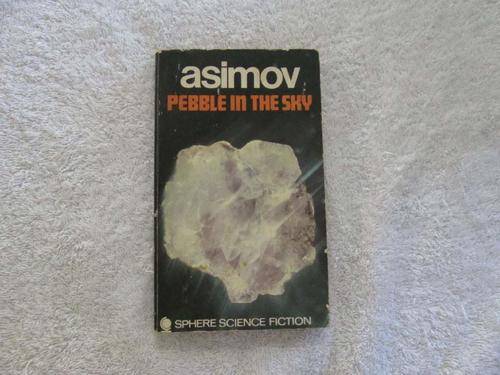 asimov
PEBBLE IN THE SKY
SPHERE SCIENCE FICTION